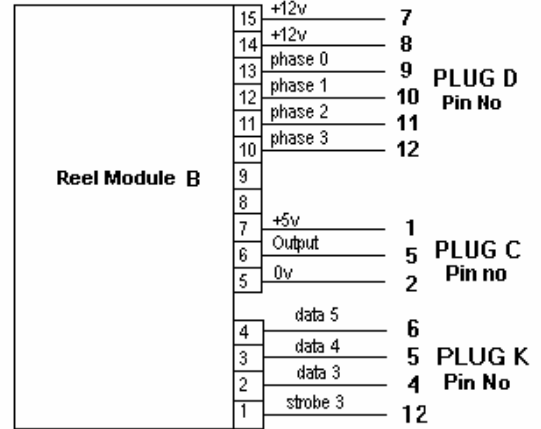 15 +12v 7
14 +12v 8
13 phase 0 9
PLUG D
12 phase 1 10
Pin No
11 phase 2 11
10 phase 3 12
Reel Module B
9
8
7 +5v 1
6 Output 5
PLUG C
5 0v 2
Pin no
4 data 5 6
3 data 4 5
PLUG K
2 data 3 4
Pin No
1 strobe 3 12